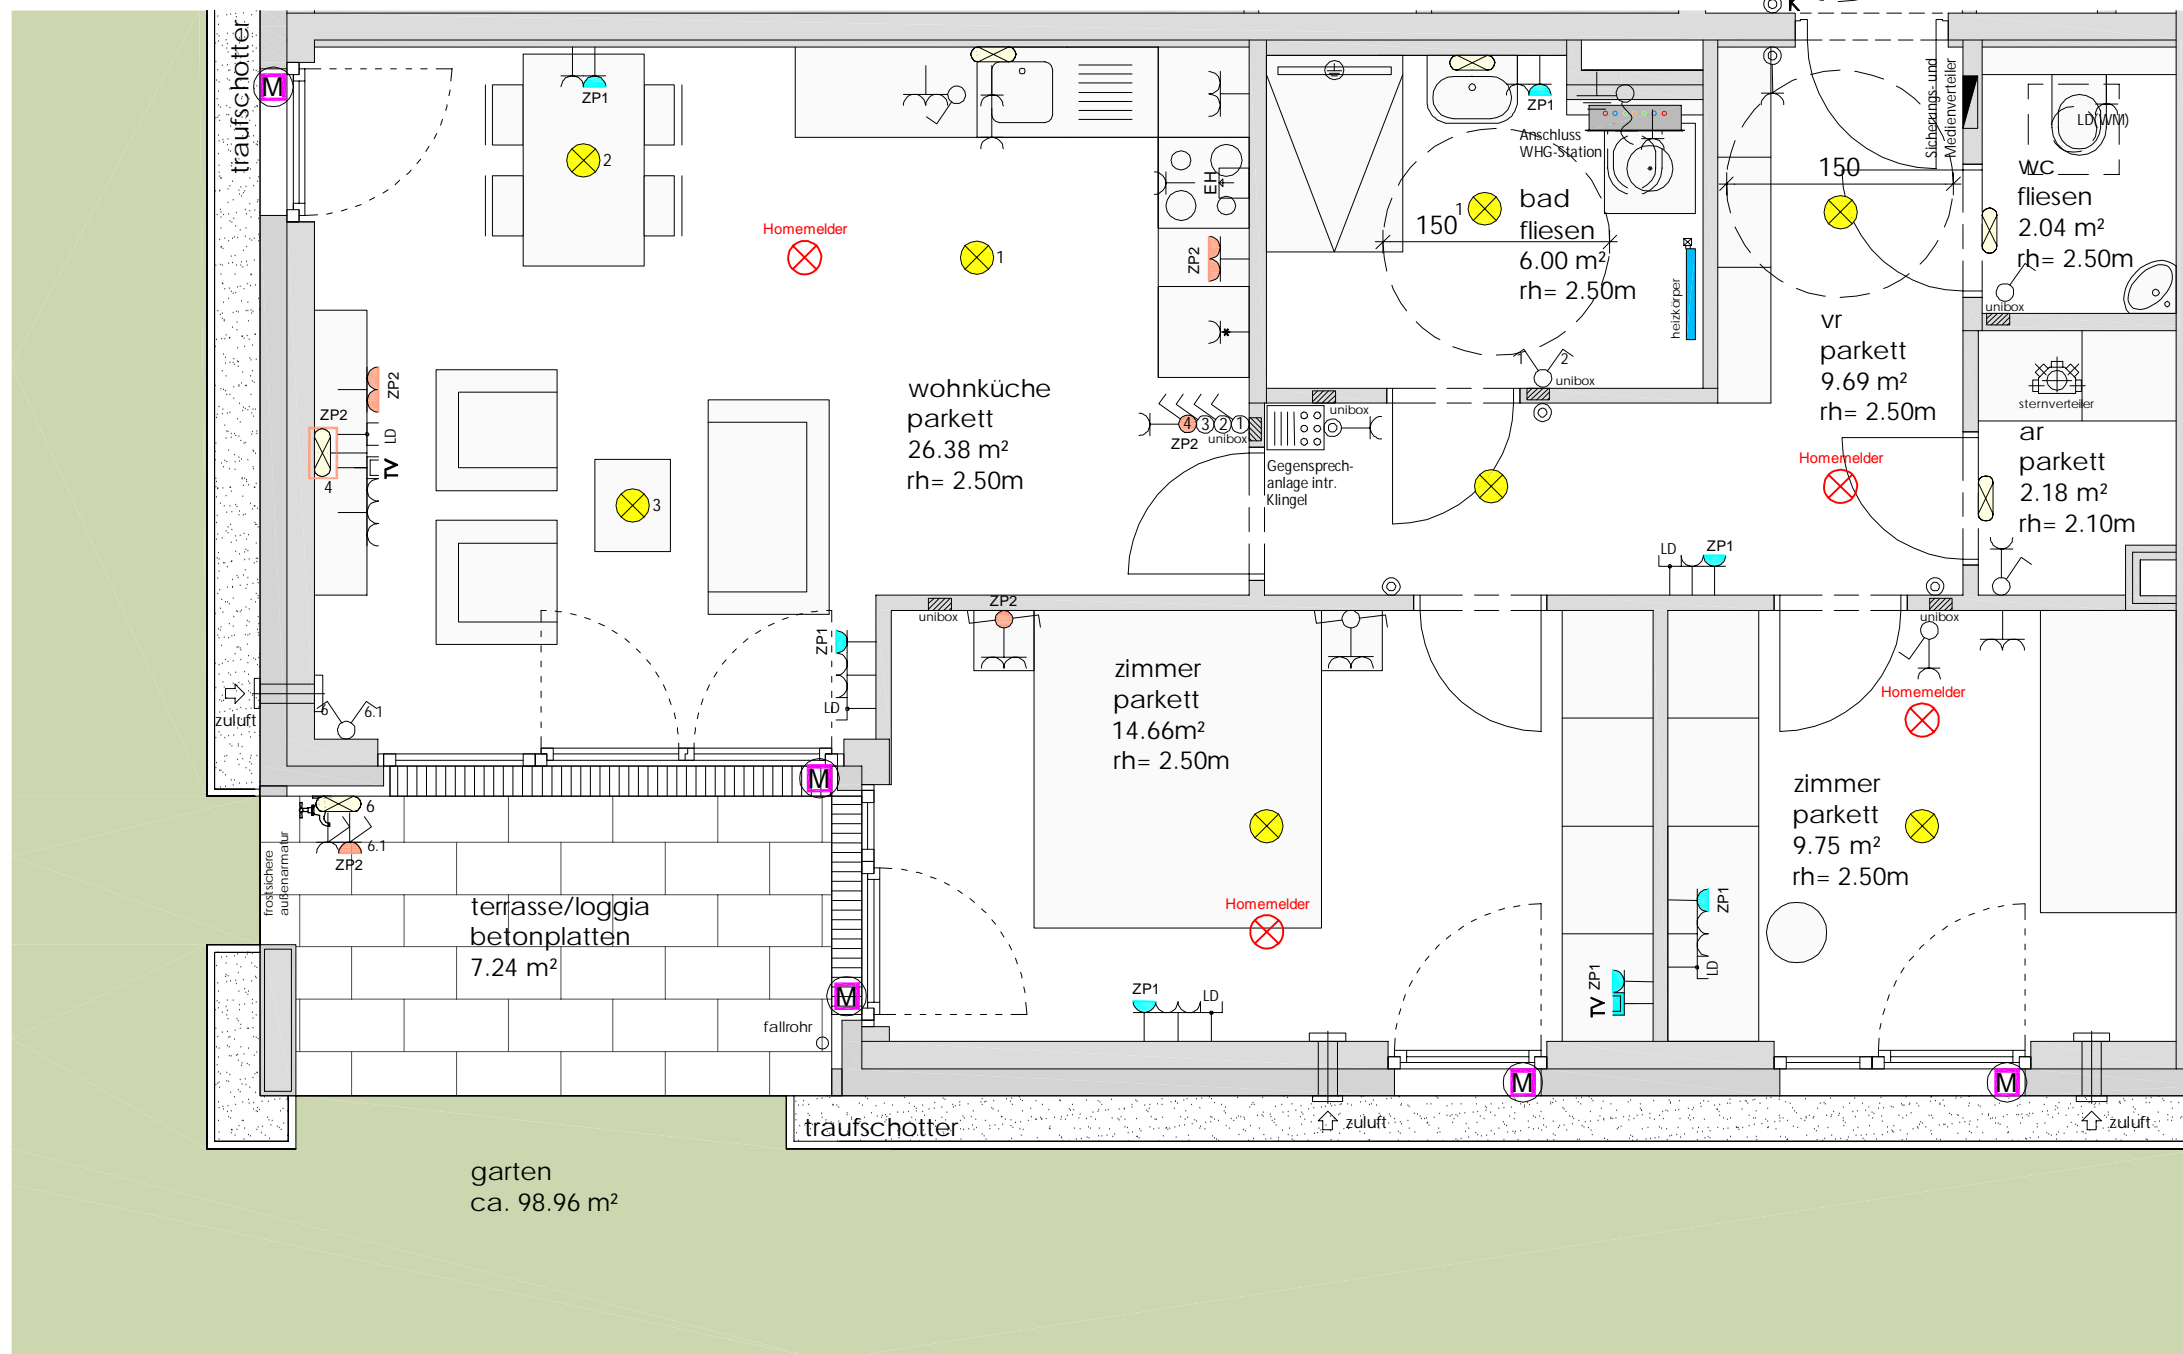 traufschotter
M
ZP1
2
Homemelder
1
EH
ZP2
*
wohnküche
parkett
26.38 m²
rh= 2.50m
ZP2
ZP2
LD
TV
4
3
4
3
2
1
ZP2
unibox
ZP1
Anschluss
WHG-Station
150
1
bad
fliesen
6.00 m²
rh= 2.50m
heizkörper
1
2
unibox
unibox
Gegensprech-
anlage intr.
Klingel
K
Sicherungs- und
Medienverteiler
150
LD(WM)
wc
fliesen
2.04 m²
rh= 2.50m
unibox
vr
parkett
9.69 m²
rh= 2.50m
sternverteiler
Homemelder
ar
parkett
2.18 m²
rh= 2.10m
LD
ZP1
ZP1
LD
zuluft
6
6.1
M
unibox
ZP2
zimmer
parkett
14.66m²
rh= 2.50m
Homemelder
ZP1
LD
ZP1
TV
unibox
Homemelder
zimmer
parkett
9.75 m²
rh= 2.50m
ZP1
LD
6
6.1
ZP2
frostsichere
außenarmatur
terrasse/loggia
betonplatten
7.24 m²
M
fallrohr
M
M
traufschotter
zuluft
zuluft
garten
ca. 98.96 m²